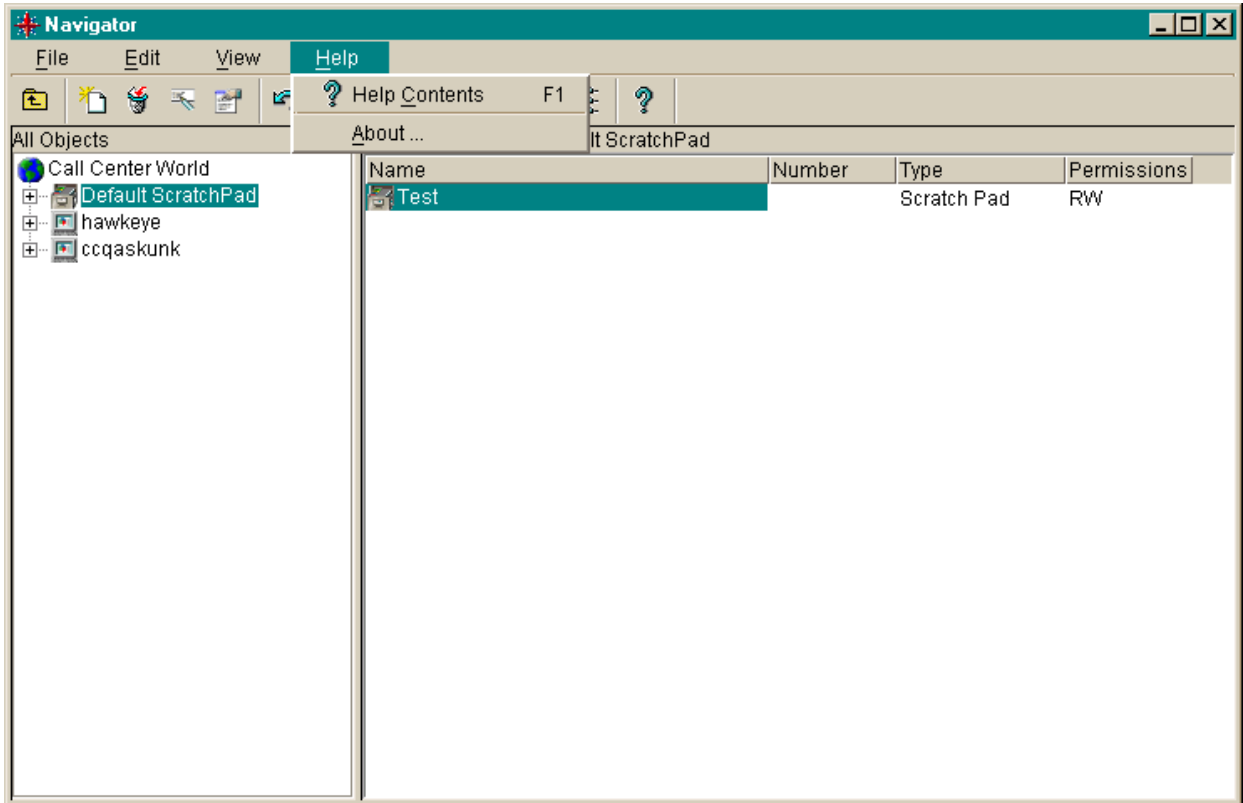 Navigator
File Edit View Help
Help Contents F1
About ...
All Objects
lt ScratchPad
Call Center World
Default ScratchPad
hawkeye
ccqaskunk
Name Number Type Permissions
Test Scratch Pad RW